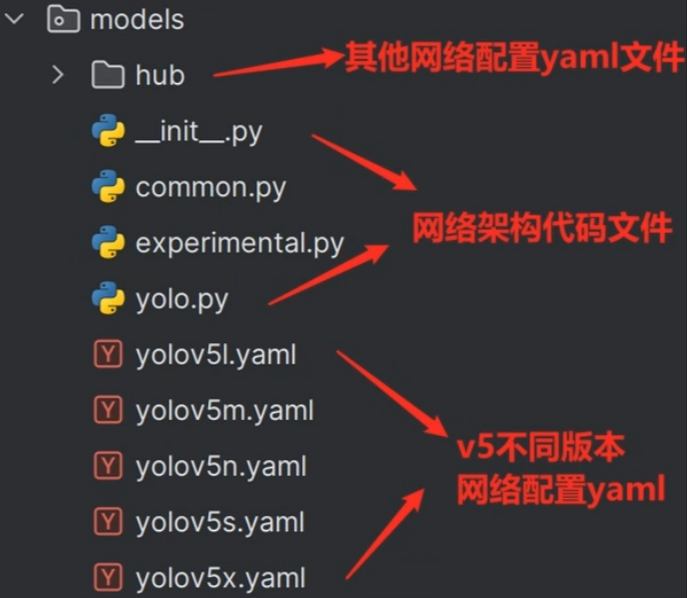 models
hub
其他网络配置yaml文件
__init__.py
common.py
网络架构代码文件
experimental.py
yolo.py
yolov5l.yaml
yolov5m.yaml
v5不同版本
网络配置yaml
yolov5n.yaml
yolov5s.yaml
yolov5x.yaml